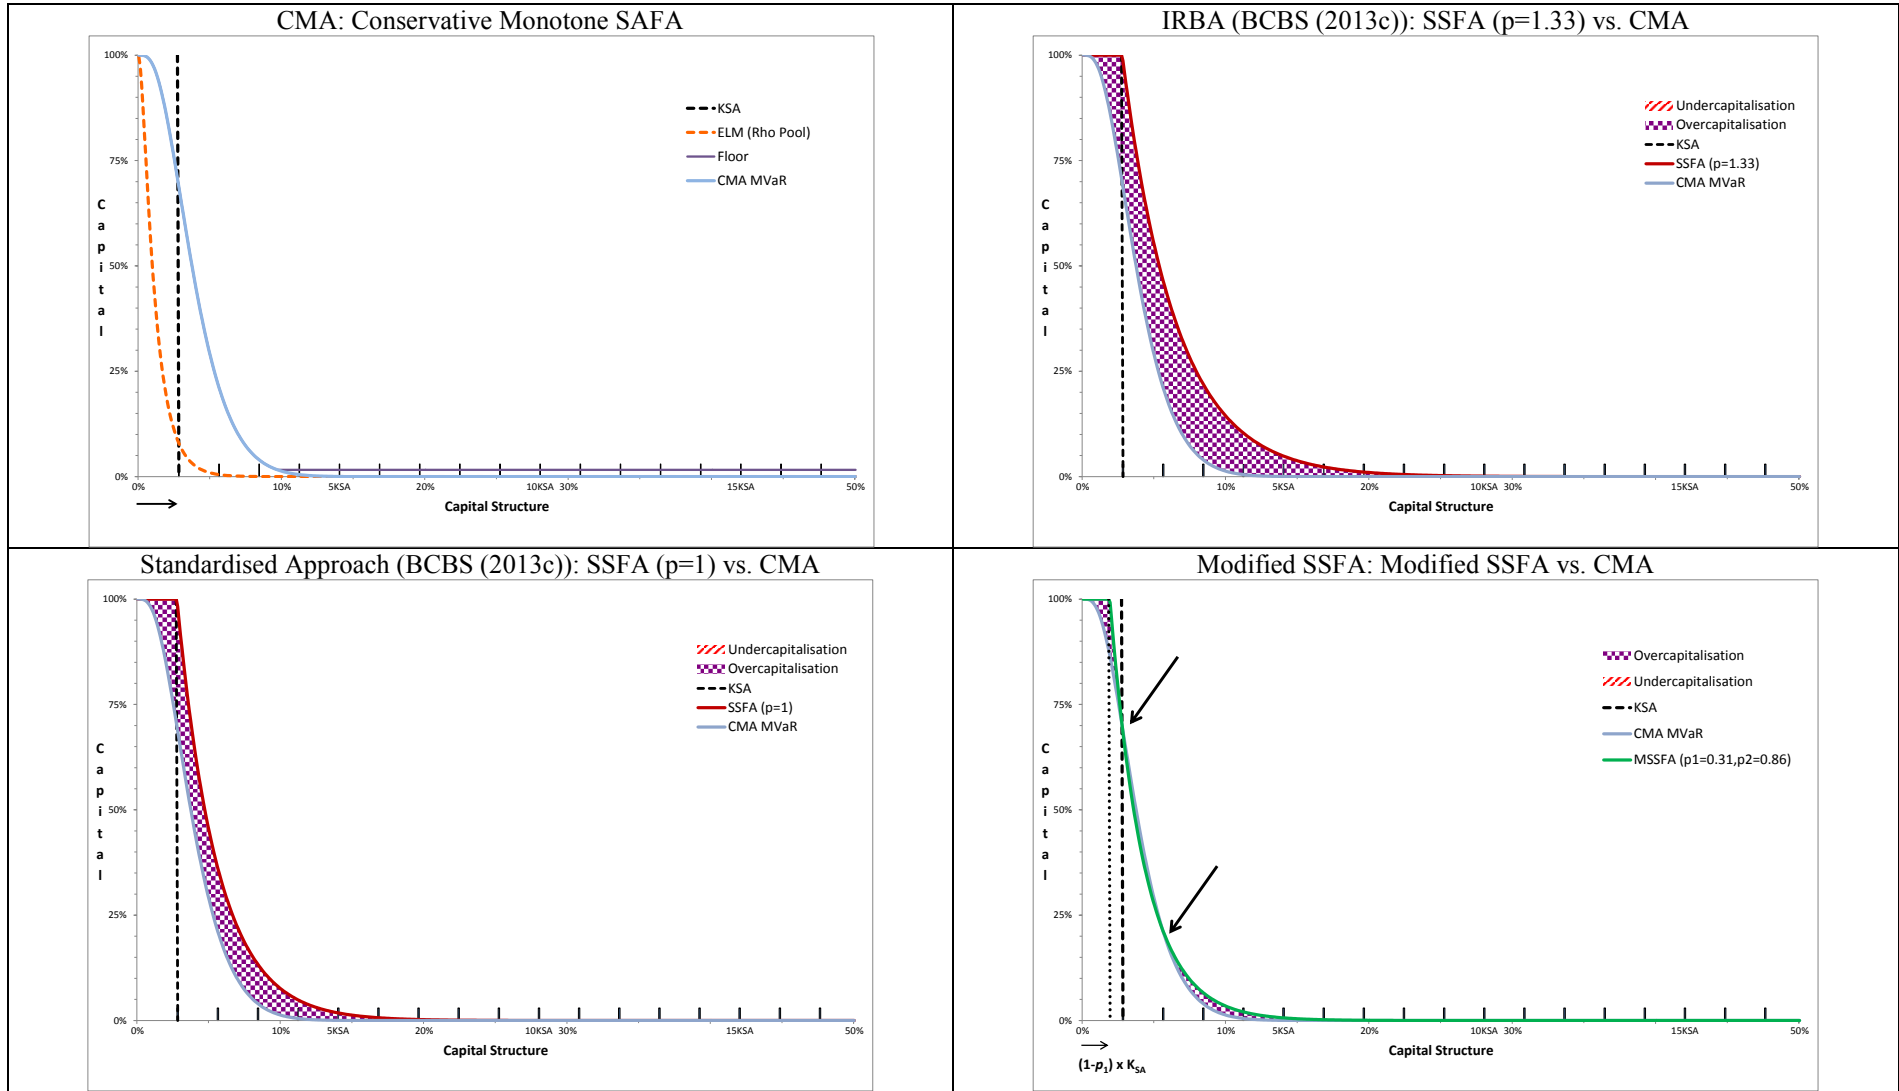 CMA: Conservative Monotone SAFA
100%
75%
50%
25%
0%
Capital
KSA
ELM (Rho Pool)
Floor
CMA MVaR
0%
10%
5KSA
20%
10KSA
30%
15KSA
50%
Capital Structure
IRBA (BCBS (2013c)): SSFA (p=1.33) vs. CMA
100%
75%
50%
25%
0%
Capital
Undercapitalisation
Overcapitalisation
KSA
SSFA (p=1.33)
CMA MVaR
0%
10%
5KSA
20%
10KSA
30%
15KSA
50%
Capital Structure
Standardised Approach (BCBS (2013c)): SSFA (p=1) vs. CMA
100%
75%
50%
25%
0%
Capital
Undercapitalisation
Overcapitalisation
KSA
SSFA (p=1)
CMA MVaR
0%
10%
5KSA
20%
10KSA
30%
15KSA
50%
Capital Structure
Modified SSFA: Modified SSFA vs. CMA
100%
75%
50%
25%
0%
Capital
Overcapitalisation
Undercapitalisation
KSA
CMA MVaR
MSSFA (p1=0.31,p2=0.86)
0%
10%
5KSA
20%
10KSA
30%
15KSA
50%
Capital Structure
(1-p₁) x K_SA